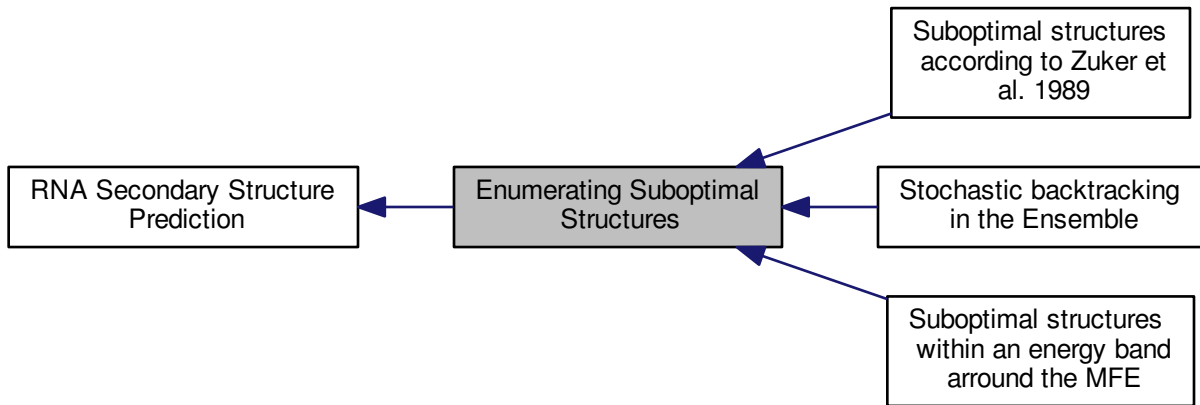 RNA Secondary Structure
Prediction
Enumerating Suboptimal
Structures
Suboptimal structures
according to Zuker et
al. 1989
Stochastic backtracking
in the Ensemble
Suboptimal structures
within an energy band
arround the MFE